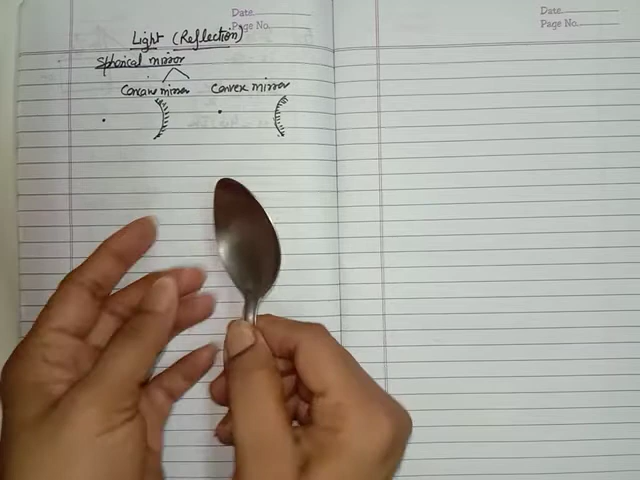 Date
Page No.
Date
Page No.
Light (Reflection)
Spherical mirror
Concave mirror Convex mirror